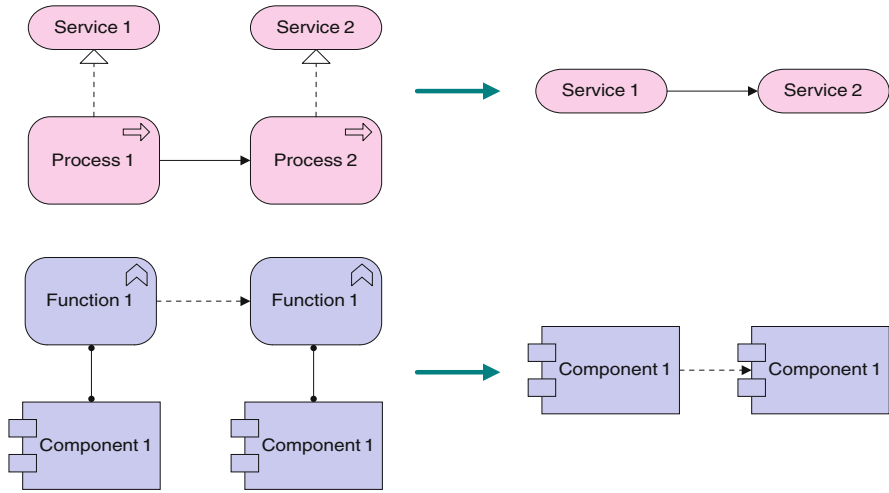 Service 1
Service 2
Service 1
Service 2
Process 1
Process 2
Function 1
Function 1
Component 1
Component 1
Component 1
Component 1